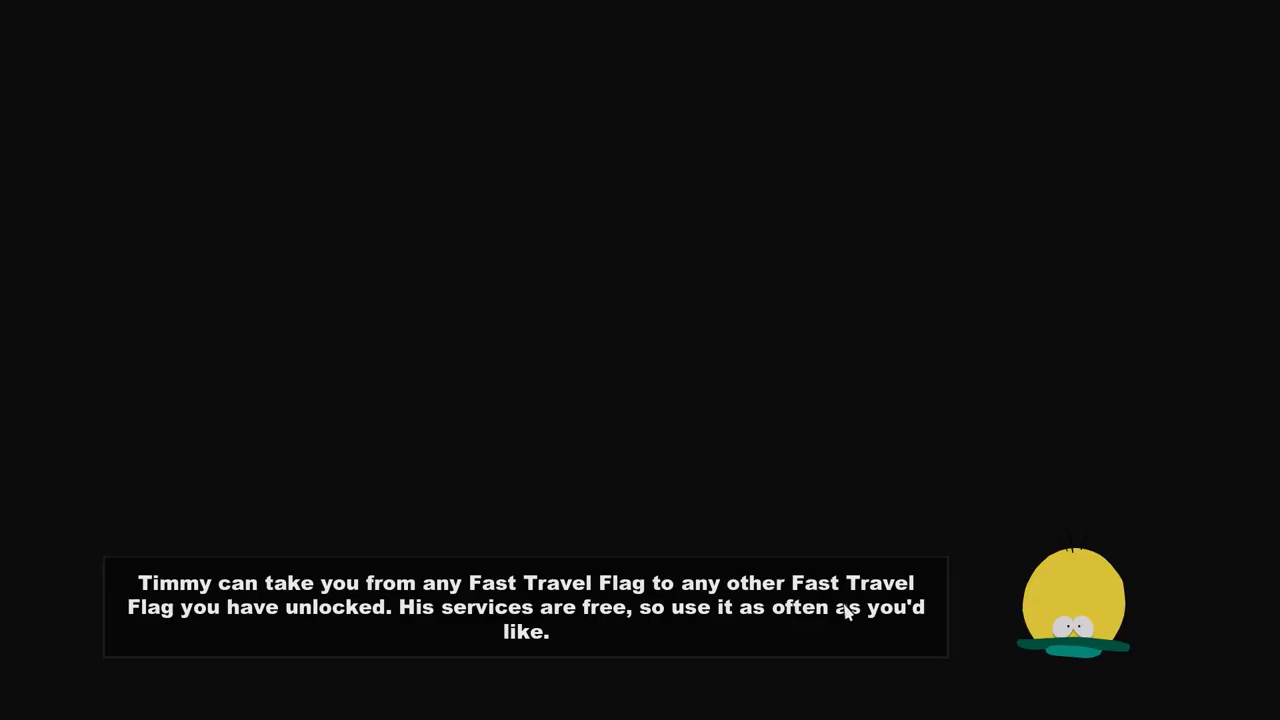 Timmy can take you from any Fast Travel Flag to any other Fast Travel
Flag you have unlocked. His services are free, so use it as often as you'd
like.